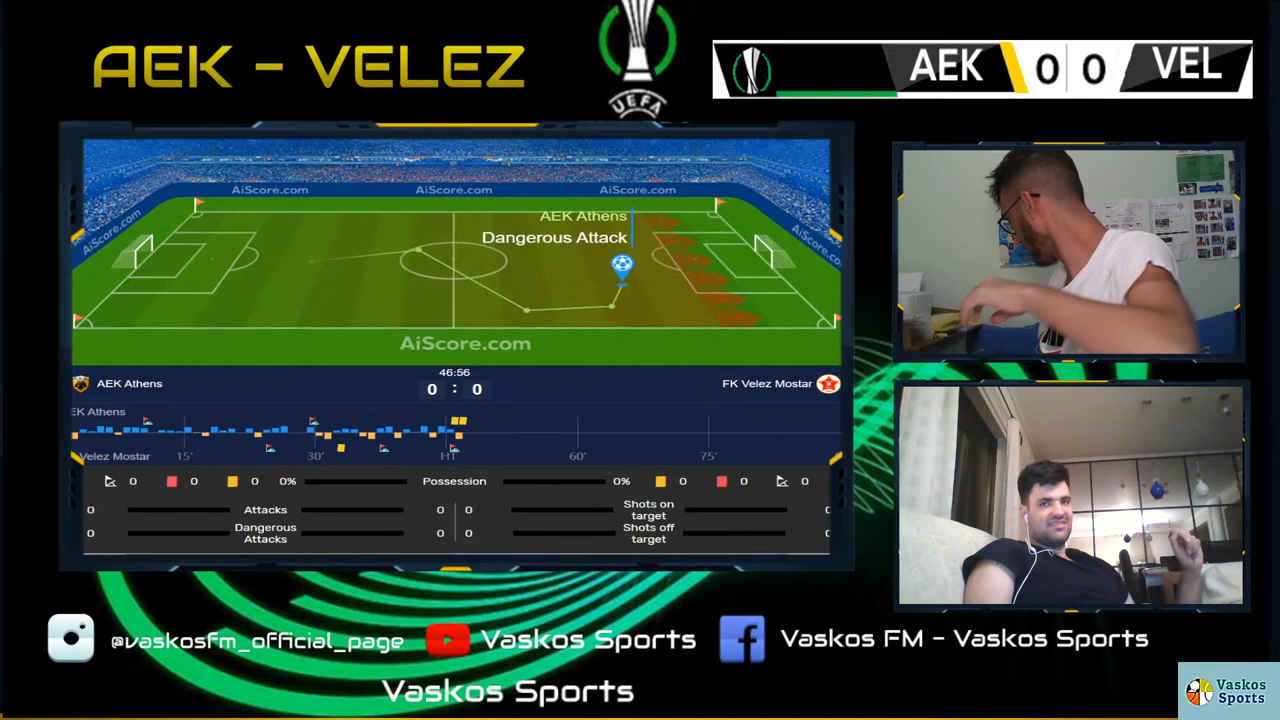 AEK - VELEZ
UEFA
AEK 0 0 VEL
AiScore.com AiScore.com AiScore.com
AiScore.com
AiScore.co
AEK Athens
Dangerous Attack
AiScore.com
46:56
AEK Athens 0 : 0 FK Velez Mostar
EK Athens
Velez Mostar 15' 30' HT 60' 75'
0 0 0 0% Possession 0% 0 0 0
0 Attacks 0 0 Shots on target 0
0 Dangerous Attacks 0 0 Shots off target 0
@vaskosfm_official_page Vaskos Sports Vaskos FM - Vaskos Sports
Vaskos Sports
Vaskos
Sports